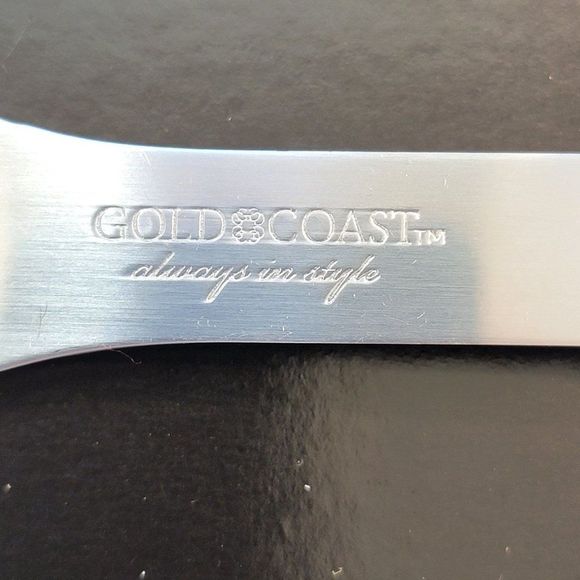 GOLD COAST™
always in style